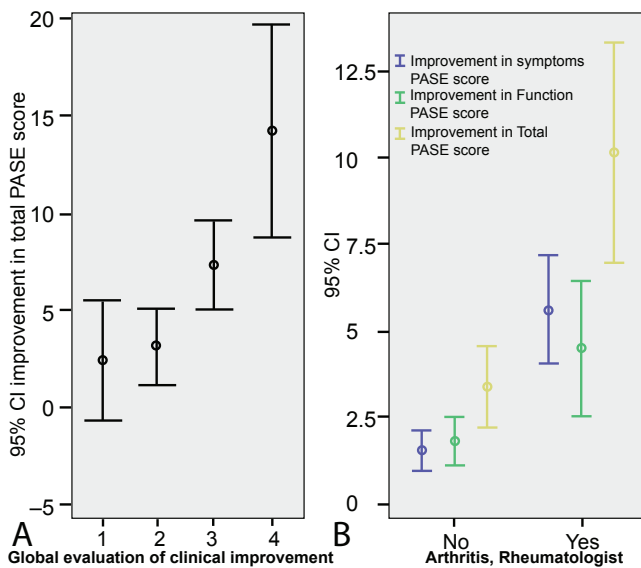 95% CI improvement in total PASE score
20
15
10
5
0
–5
1 2 3 4
A
Global evaluation of clinical improvement
95% CI
12.5
10
7.5
5
2.5
0
Improvement in symptoms
PASE score
Improvement in Function
PASE score
Improvement in Total
PASE score
No Yes
B
Arthritis, Rheumatologist